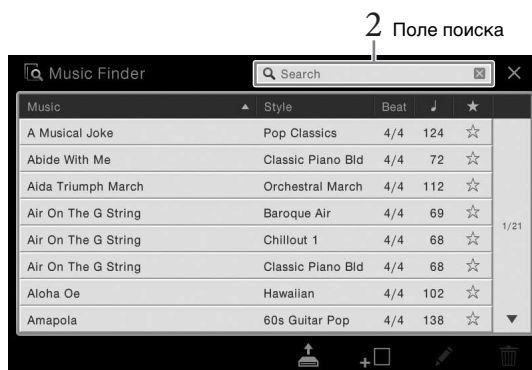 2 Поле поиска
Music Finder Search
Music Style Beat ♩ ★
A Musical Joke Pop Classics 4/4 124 ☆
Abide With Me Classic Piano Bld 4/4 72 ☆
Aida Triumph March Orchestral March 4/4 112 ☆
Air On The G String Baroque Air 4/4 69 ☆
Air On The G String Chillout 1 4/4 68 ☆
Air On The G String Classic Piano Bld 4/4 68 ☆
Aloha Oe Hawaiian 4/4 102 ☆
Amapola 60s Guitar Pop 4/4 138 ☆
1/21